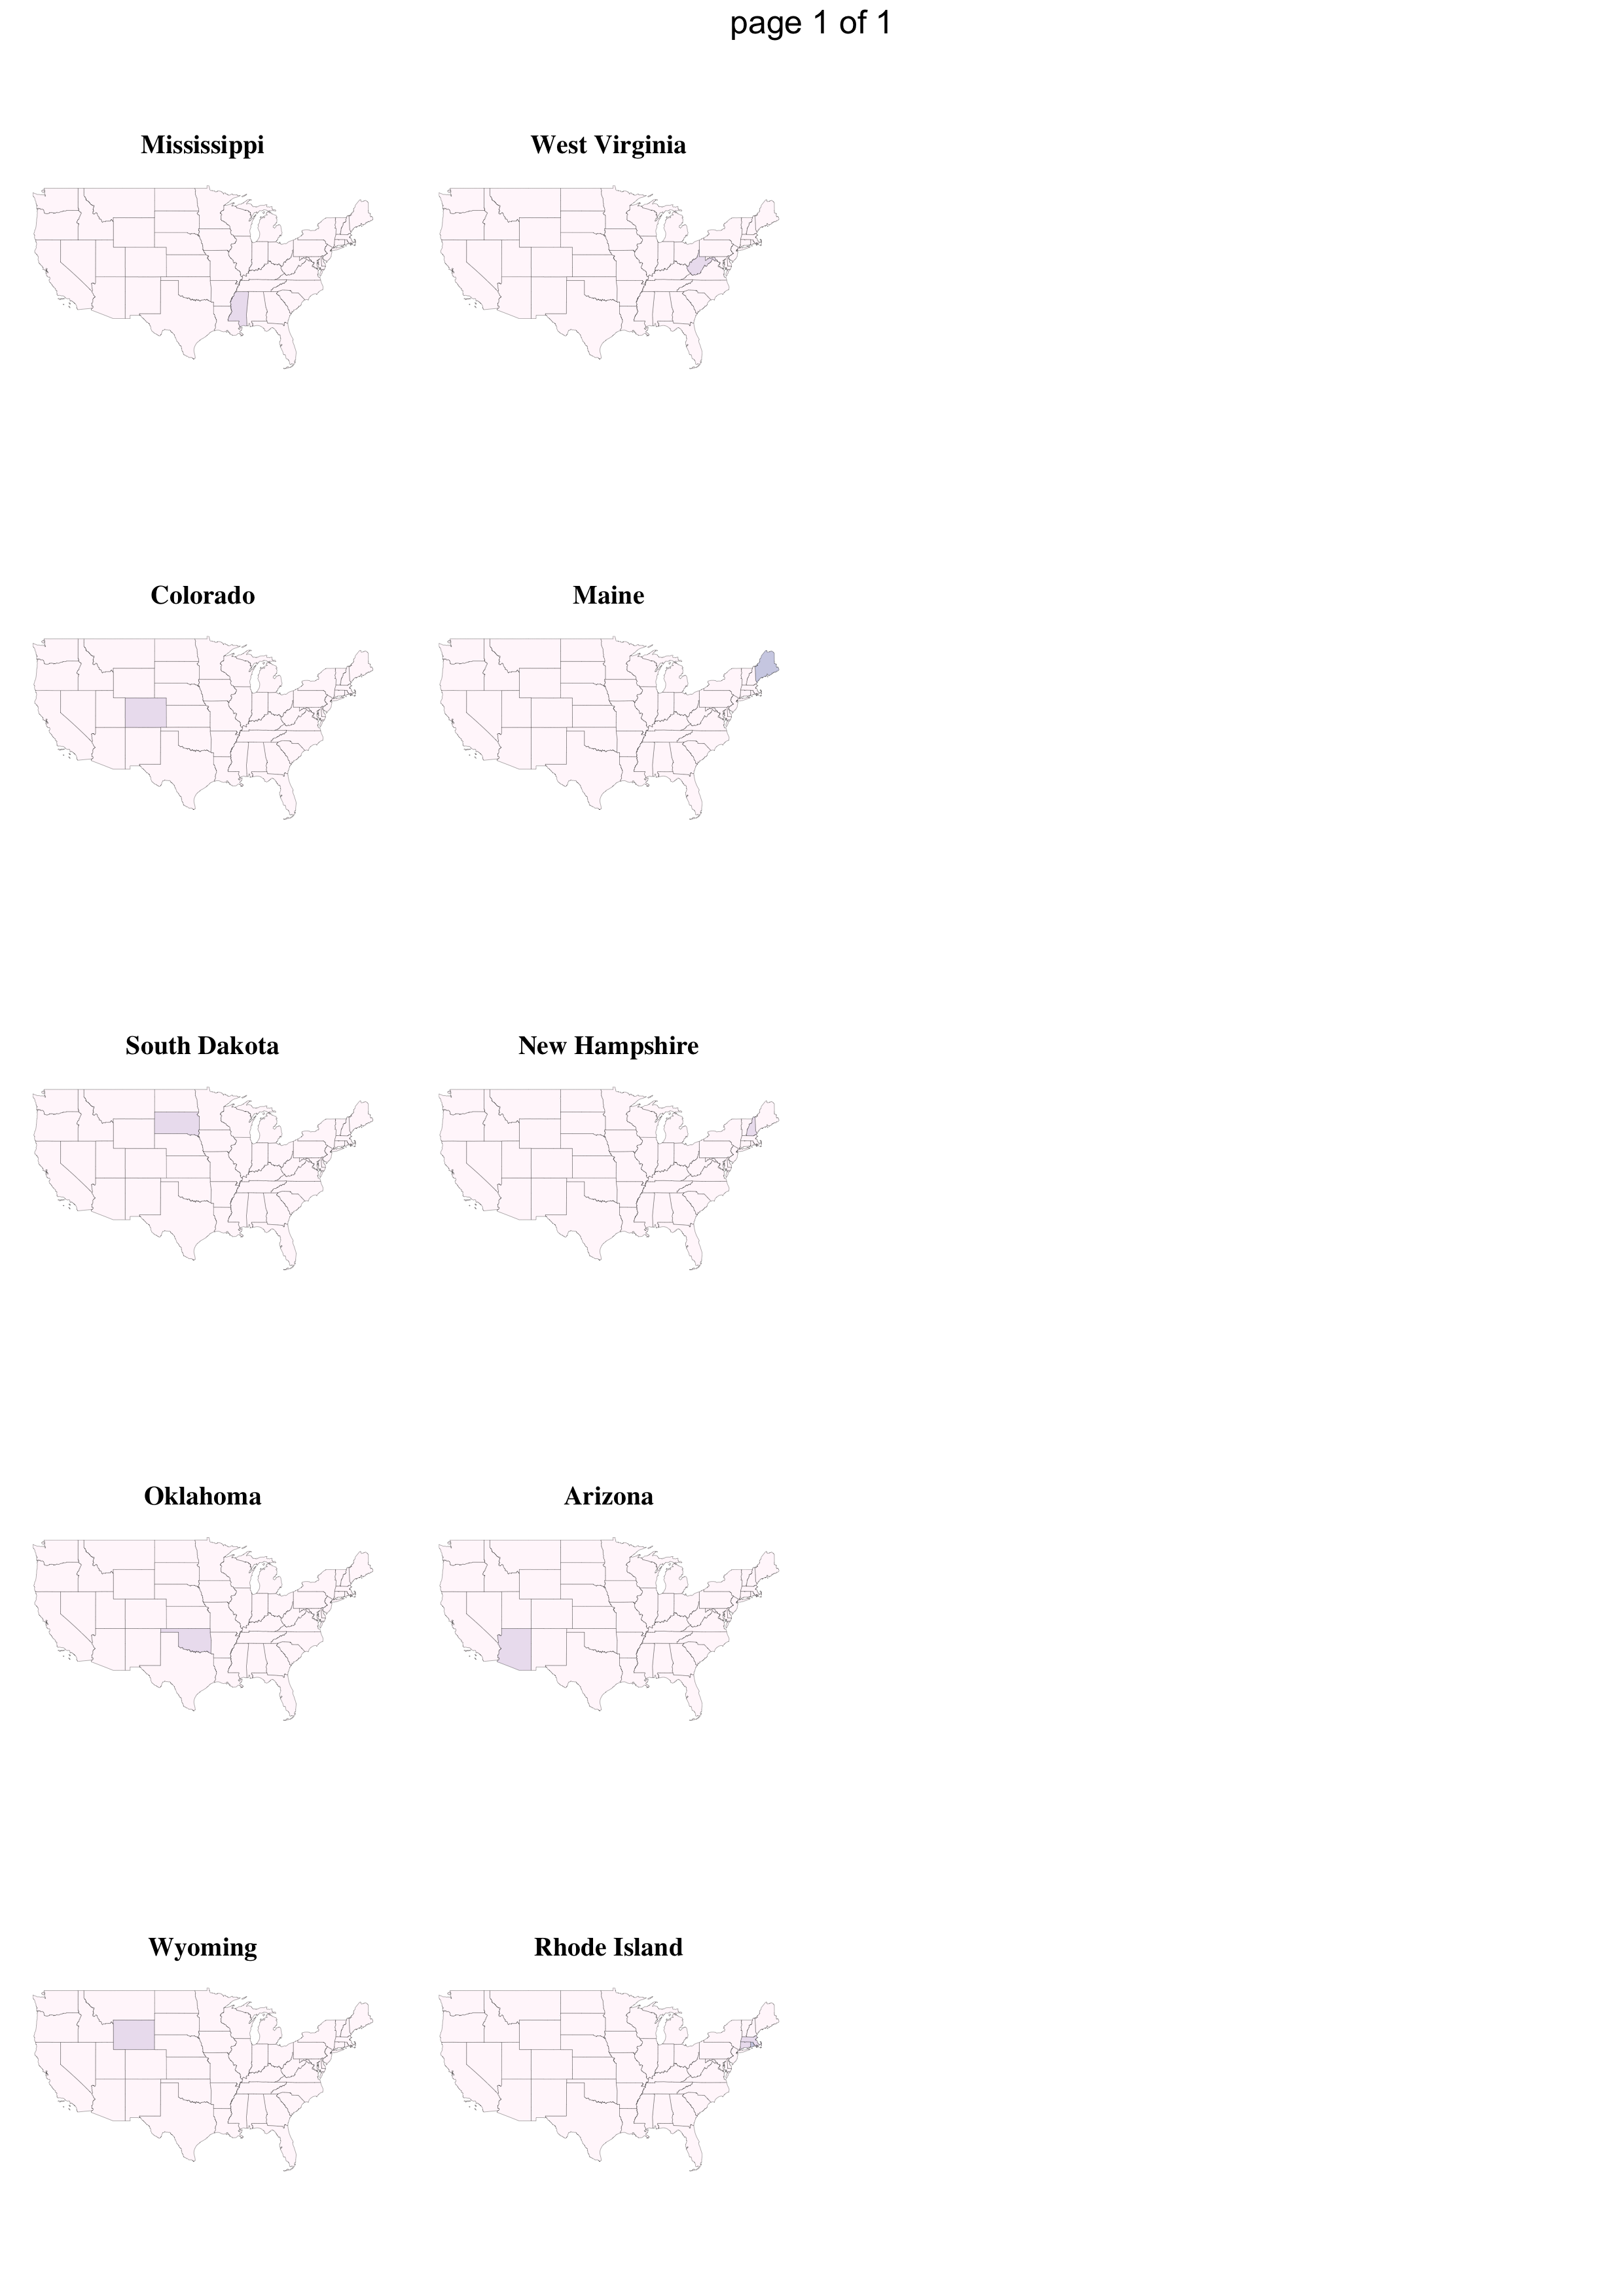 page 1 of 1
Mississippi
West Virginia
Colorado
Maine
South Dakota
New Hampshire
Oklahoma
Arizona
Wyoming
Rhode Island